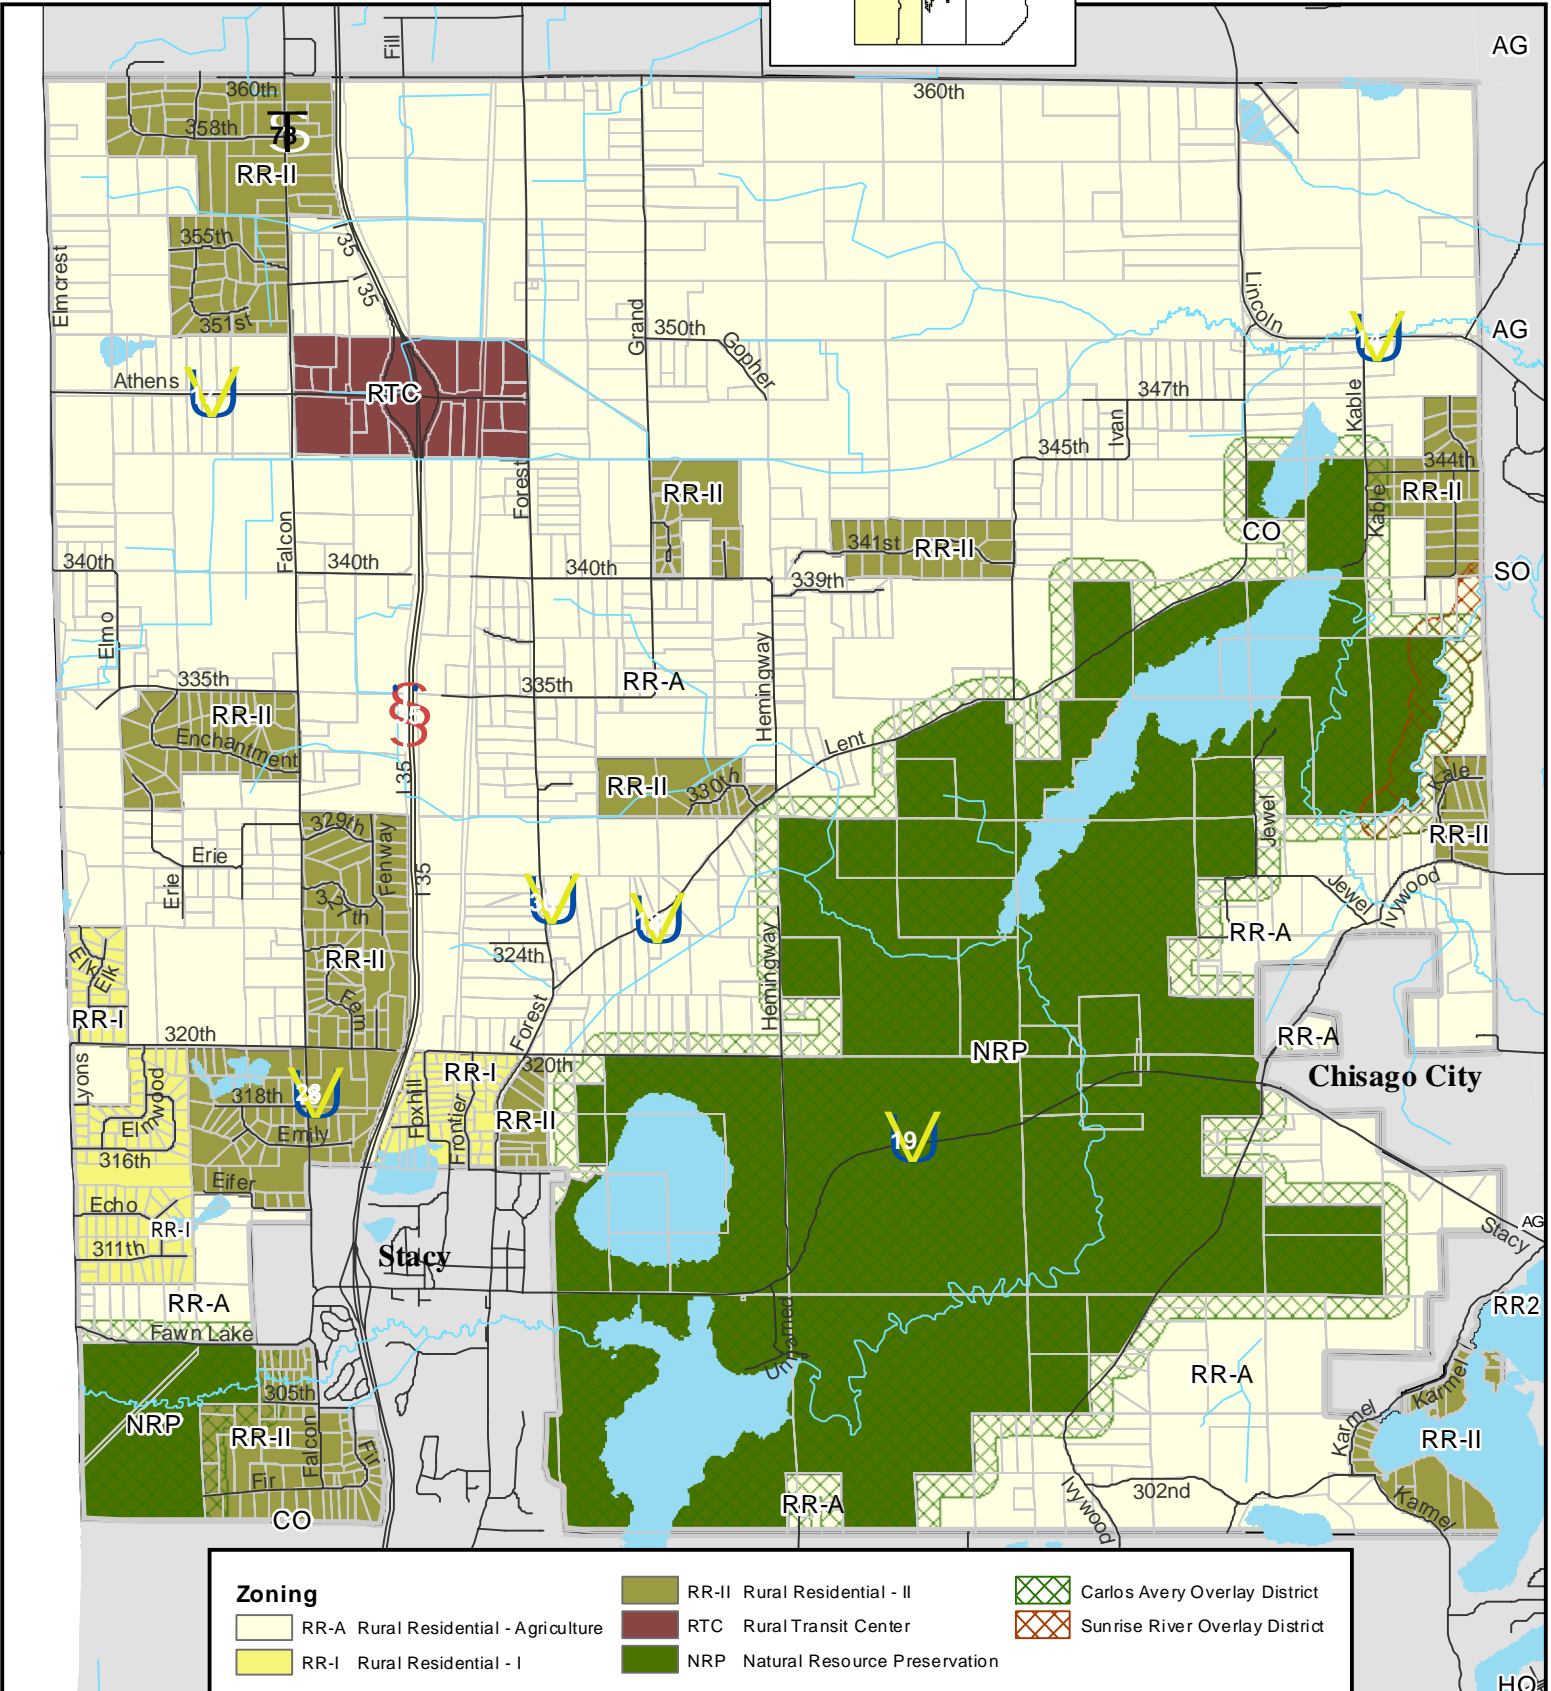 AG
Fill
360th
360th
358th
78
RR-II
355th
I 35
I 35
Elmcrest
351st
Grand
350th
Gopher
Lincoln
AG
Athens
RTC
347th
Kable
Ivan
345th
344th
Forest
RR-II
RR-II
Kable
Falcon
CO
341st
RR-II
340th
340th
340th
339th
SO
Elmo
Hemingway
335th
335th
RR-A
RR-II
Enchantment
Lent
I 35
RR-II
330th
Kale
329th
Fenway
Jewel
RR-II
Erie
Erie
I 35
327th
Jewel
Ivywood
RR-A
324th
RR-II
Elk
Elk
Hemingway
Fern
Forest
RR-I
320th
RR-A
NRP
320th
Lyons
RR-I
Chisago City
Elmwood
318th
Foxhill
Frontier
RR-II
Emily
19
316th
Eifer
Echo
RR-I
AG
Stacy
311th
Stacy
RR-A
RR2
Unnamed
Fawn Lake
RR-A
305th
Karmel
NRP
RR-II
Falcon
Fir
Karmel
RR-II
Fir
302nd
Karmel
RR-A
Ivywood
CO
Zoning
RR-A Rural Residential - Agriculture
RR-I Rural Residential - I
RR-II Rural Residential - II
RTC Rural Transit Center
NRP Natural Resource Preservation
Carlos Avery Overlay District
Sunrise River Overlay District